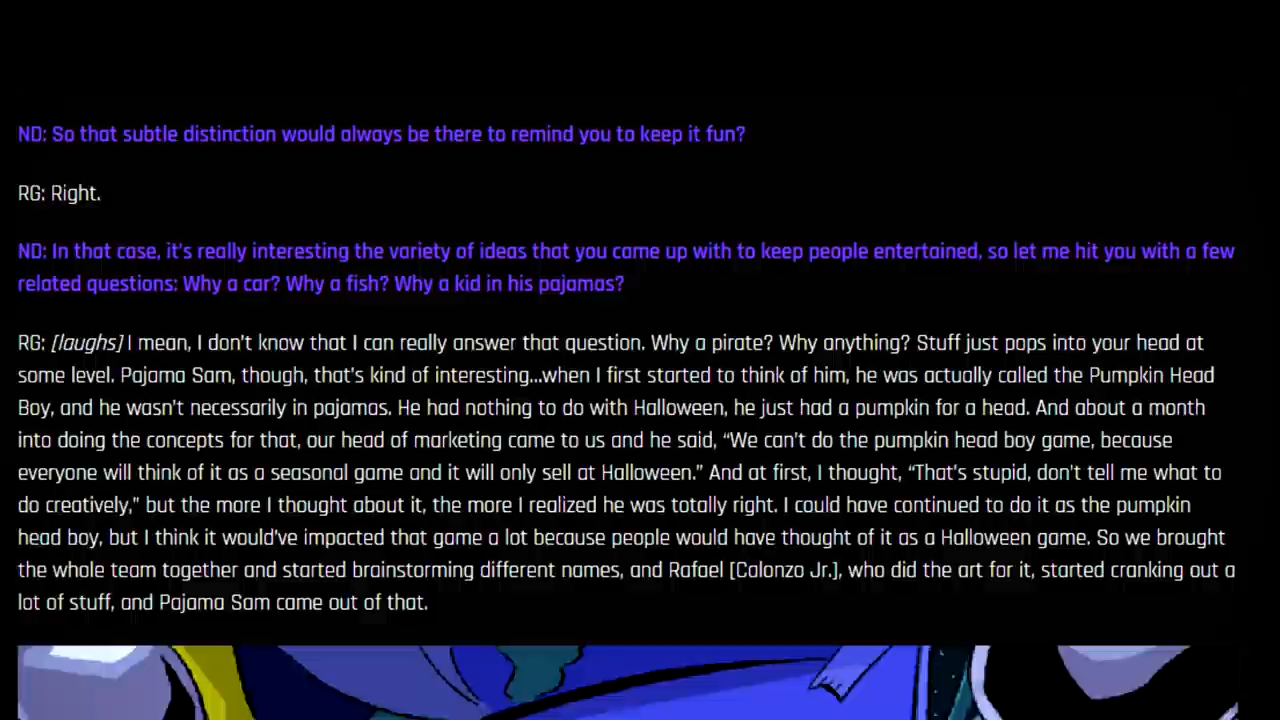 ND: So that subtle distinction would always be there to remind you to keep it fun?
RG: Right.
ND: In that case, it's really interesting the variety of ideas that you came up with to keep people entertained, so let me hit you with a few
related questions: Why a car? Why a fish? Why a kid in his pajamas?
RG: [laughs] I mean, I don't know that I can really answer that question. Why a pirate? Why anything? Stuff just pops into your head at
some level. Pajama Sam, though, that's kind of interesting...when I first started to think of him, he was actually called the Pumpkin Head
Boy, and he wasn't necessarily in pajamas. He had nothing to do with Halloween, he just had a pumpkin for a head. And about a month
into doing the concepts for that, our head of marketing came to us and he said, “We can't do the pumpkin head boy game, because
everyone will think of it as a seasonal game and it will only sell at Halloween.” And at first, I thought, “That's stupid, don't tell me what to
do creatively,” but the more I thought about it, the more I realized he was totally right. I could have continued to do it as the pumpkin
head boy, but I think it would've impacted that game a lot because people would have thought of it as a Halloween game. So we brought
the whole team together and started brainstorming different names, and Rafael [Calonzo Jr.], who did the art for it, started cranking out a
lot of stuff, and Pajama Sam came out of that.